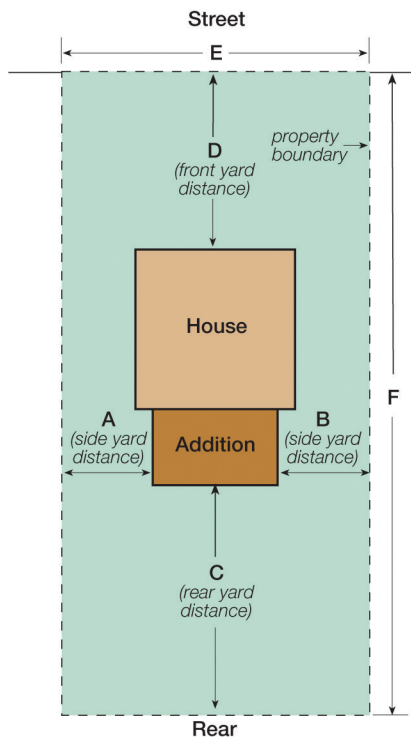 Street
E
D
(front yard
distance)
property
boundary
House
F
A
(side yard
distance)
Addition
B
(side yard
distance)
C
(rear yard
distance)
Rear